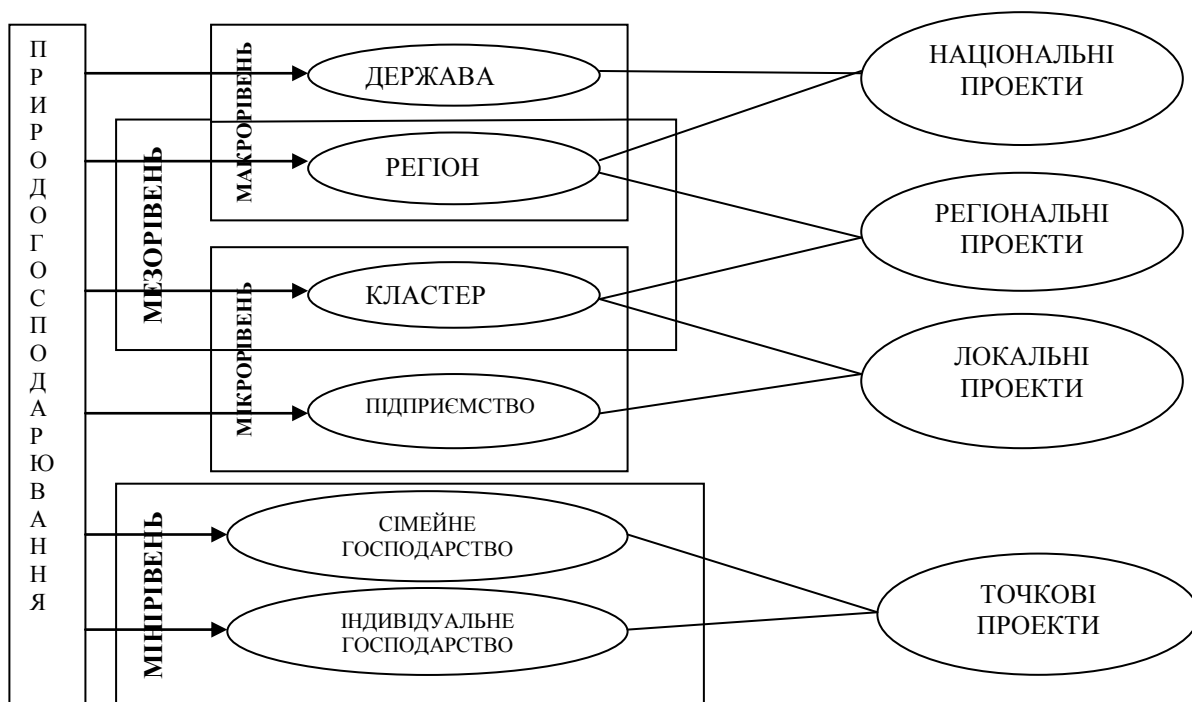 ПРИРОДОГОСПОДАРЮВАННЯ
МАКРОРІВЕНЬ
ДЕРЖАВА
НАЦІОНАЛЬНІ
ПРОЕКТИ
МЕЗОРІВЕНЬ
РЕГІОН
РЕГІОНАЛЬНІ
ПРОЕКТИ
МІКРОРІВЕНЬ
КЛАСТЕР
ЛОКАЛЬНІ
ПРОЕКТИ
ПІДПРИЄМСТВО
МІНІРІВЕНЬ
СІМЕЙНЕ
ГОСПОДАРСТВО
ІНДИВІДУАЛЬНЕ
ГОСПОДАРСТВО
ТОЧКОВІ
ПРОЕКТИ